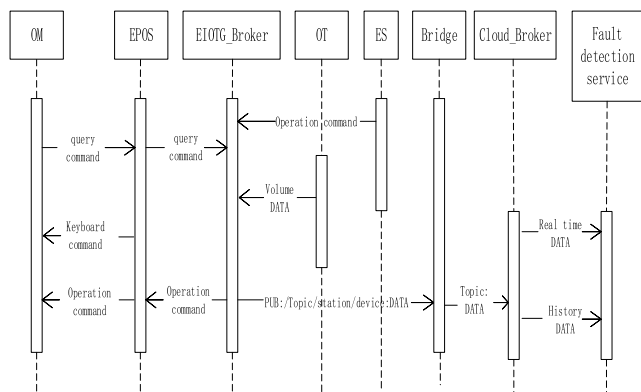 OM
EPOS
EIOTG_Broker
OT
ES
Bridge
Cloud_Broker
Fault
detection
service
Operation command
query
command
query
command
Volume
DATA
Keyboard
command
Real time
DATA
Operation
command
Operation
command
PUB:/Topic/station/device:DATA
Topic:
DATA
History
DATA